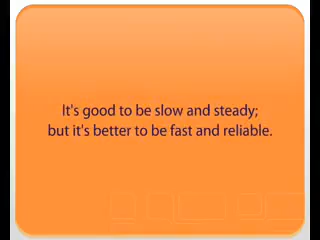 It's good to be slow and steady;
but it's better to be fast and reliable.